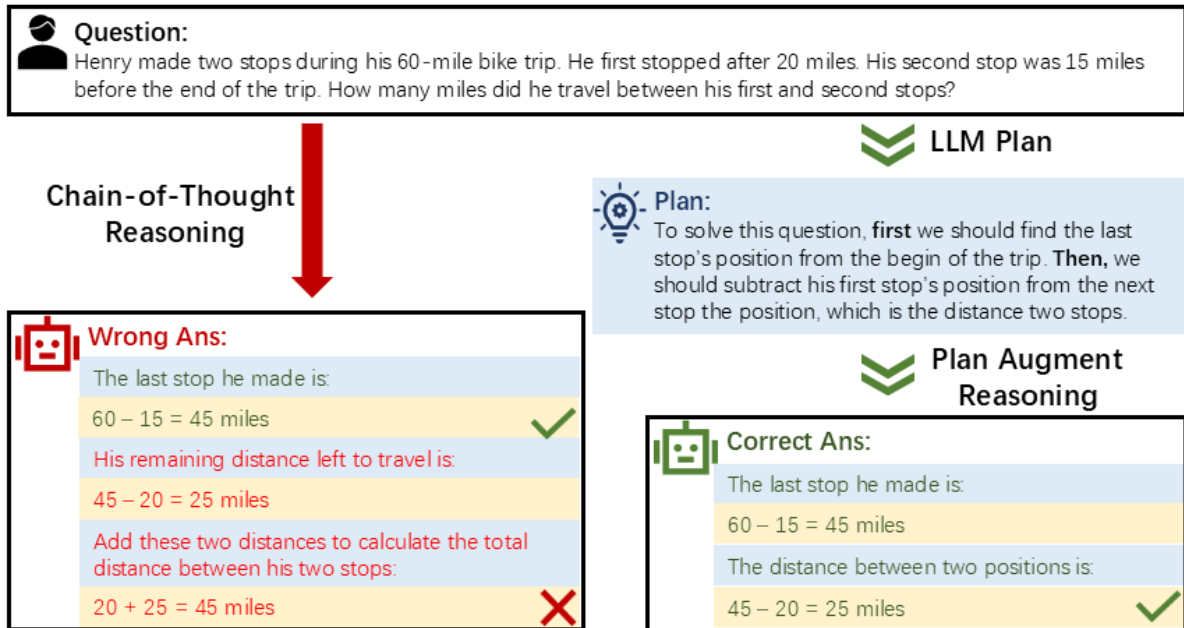 Question:
Henry made two stops during his 60-mile bike trip. He first stopped after 20 miles. His second stop was 15 miles
before the end of the trip. How many miles did he travel between his first and second stops?
Chain-of-Thought
Reasoning
LLM Plan
Plan:
To solve this question, first we should find the last
stop's position from the begin of the trip. Then, we
should subtract his first stop's position from the next
stop the position, which is the distance two stops.
Plan Augment
Reasoning
Wrong Ans:
The last stop he made is:
60 – 15 = 45 miles
His remaining distance left to travel is:
45 – 20 = 25 miles
Add these two distances to calculate the total
distance between his two stops:
20 + 25 = 45 miles
Correct Ans:
The last stop he made is:
60 – 15 = 45 miles
The distance between two positions is:
45 – 20 = 25 miles